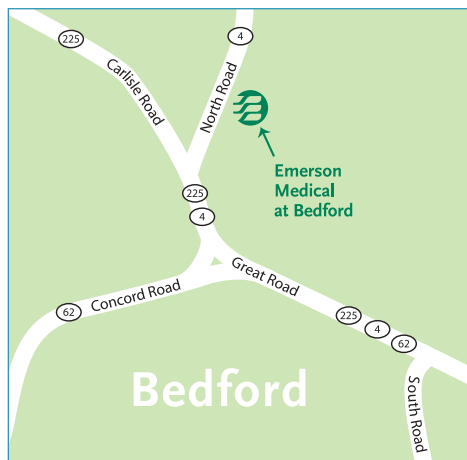 4
225
Carlisle Road
North Road
Emerson
Medical
at Bedford
225
4
Great Road
Concord Road
62
225
4
62
South Road
Bedford